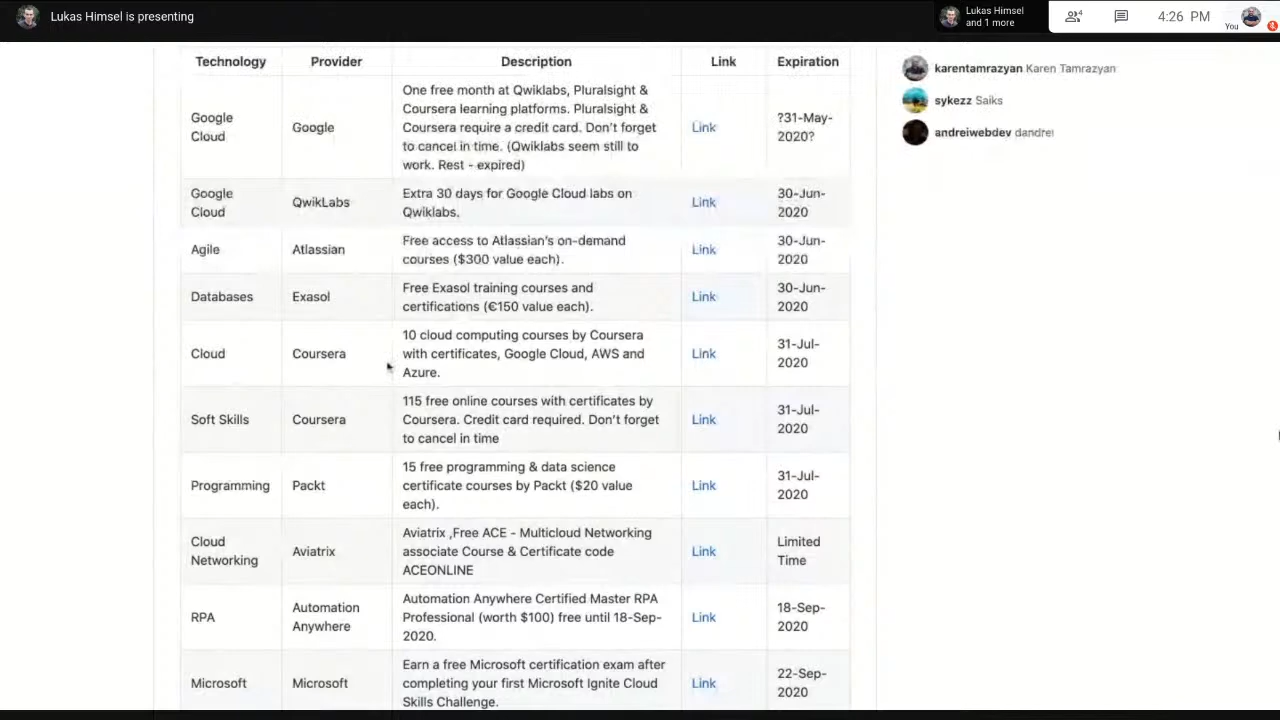 Lukas Himsel is presenting
Lukas Himsel
and 1 more
4
4:26 PM
You
Technology Provider Description Link Expiration
Google
Cloud
Google
One free month at Qwiklabs, Pluralsight &
Coursera learning platforms. Pluralsight &
Coursera require a credit card. Don't forget
to cancel in time. (Qwiklabs seem still to
work. Rest - expired)
Link
?31-May-
2020?
Google
Cloud
QwikLabs
Extra 30 days for Google Cloud labs on
Qwiklabs.
Link
30-Jun-
2020
Agile
Atlassian
Free access to Atlassian's on-demand
courses ($300 value each).
Link
30-Jun-
2020
Databases
Exasol
Free Exasol training courses and
certifications (€150 value each).
Link
30-Jun-
2020
Cloud
Coursera
10 cloud computing courses by Coursera
with certificates, Google Cloud, AWS and
Azure.
Link
31-Jul-
2020
Soft Skills
Coursera
115 free online courses with certificates by
Coursera. Credit card required. Don't forget
to cancel in time
Link
31-Jul-
2020
Programming
Packt
15 free programming & data science
certificate courses by Packt ($20 value
each).
Link
31-Jul-
2020
Cloud
Networking
Aviatrix
Aviatrix ,Free ACE - Multicloud Networking
associate Course & Certificate code
ACEONLINE
Link
Limited
Time
RPA
Automation
Anywhere
Automation Anywhere Certified Master RPA
Professional (worth $100) free until 18-Sep-
2020.
Link
18-Sep-
2020
Microsoft
Microsoft
Earn a free Microsoft certification exam after
completing your first Microsoft Ignite Cloud
Skills Challenge.
Link
22-Sep-
2020
karentamrazyan Karen Tamrazyan
sykezz Saiks
andreiwebdev dandrei